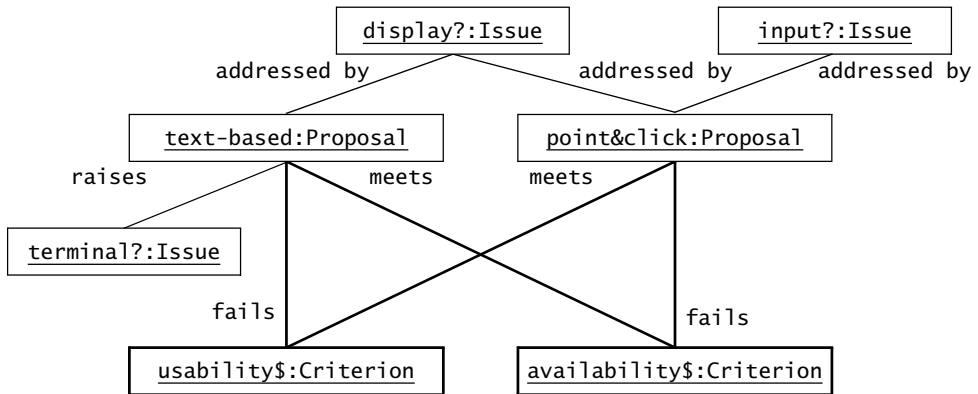 display?:Issue
input?:Issue
addressed by
addressed by
addressed by
text-based:Proposal
point&click:Proposal
raises
meets
meets
terminal?:Issue
fails
fails
usability$:Criterion
availability$:Criterion